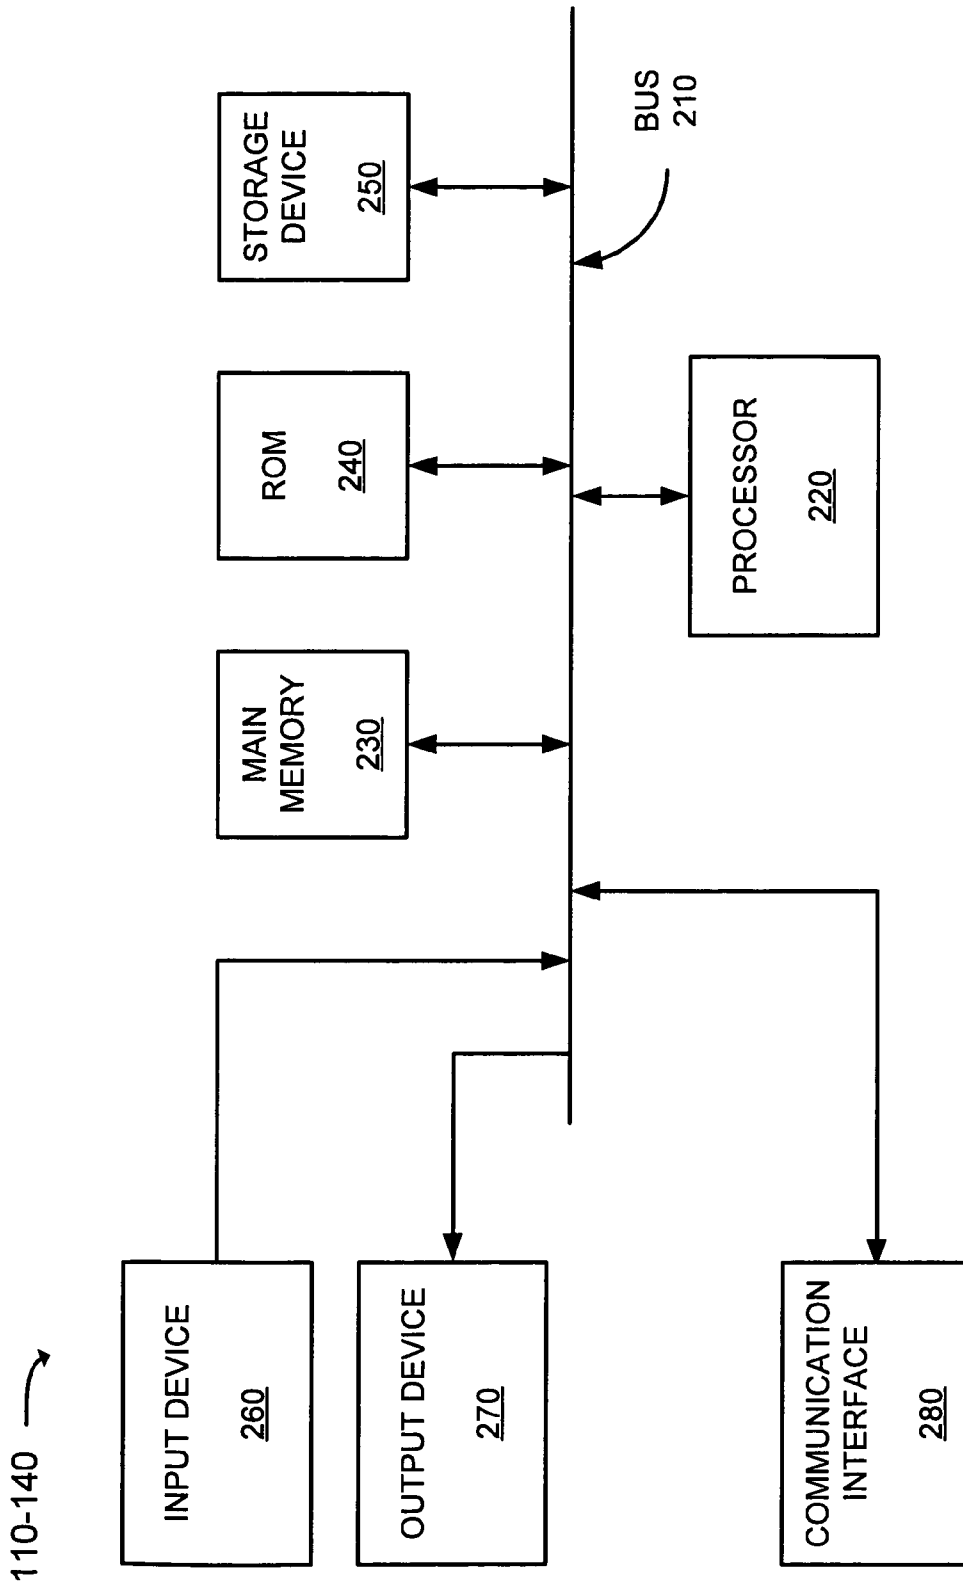 110-140
INPUT DEVICE
260
OUTPUT DEVICE
270
COMMUNICATION
INTERFACE
280
MAIN
MEMORY
230
ROM
240
STORAGE
DEVICE
250
PROCESSOR
220
BUS
210